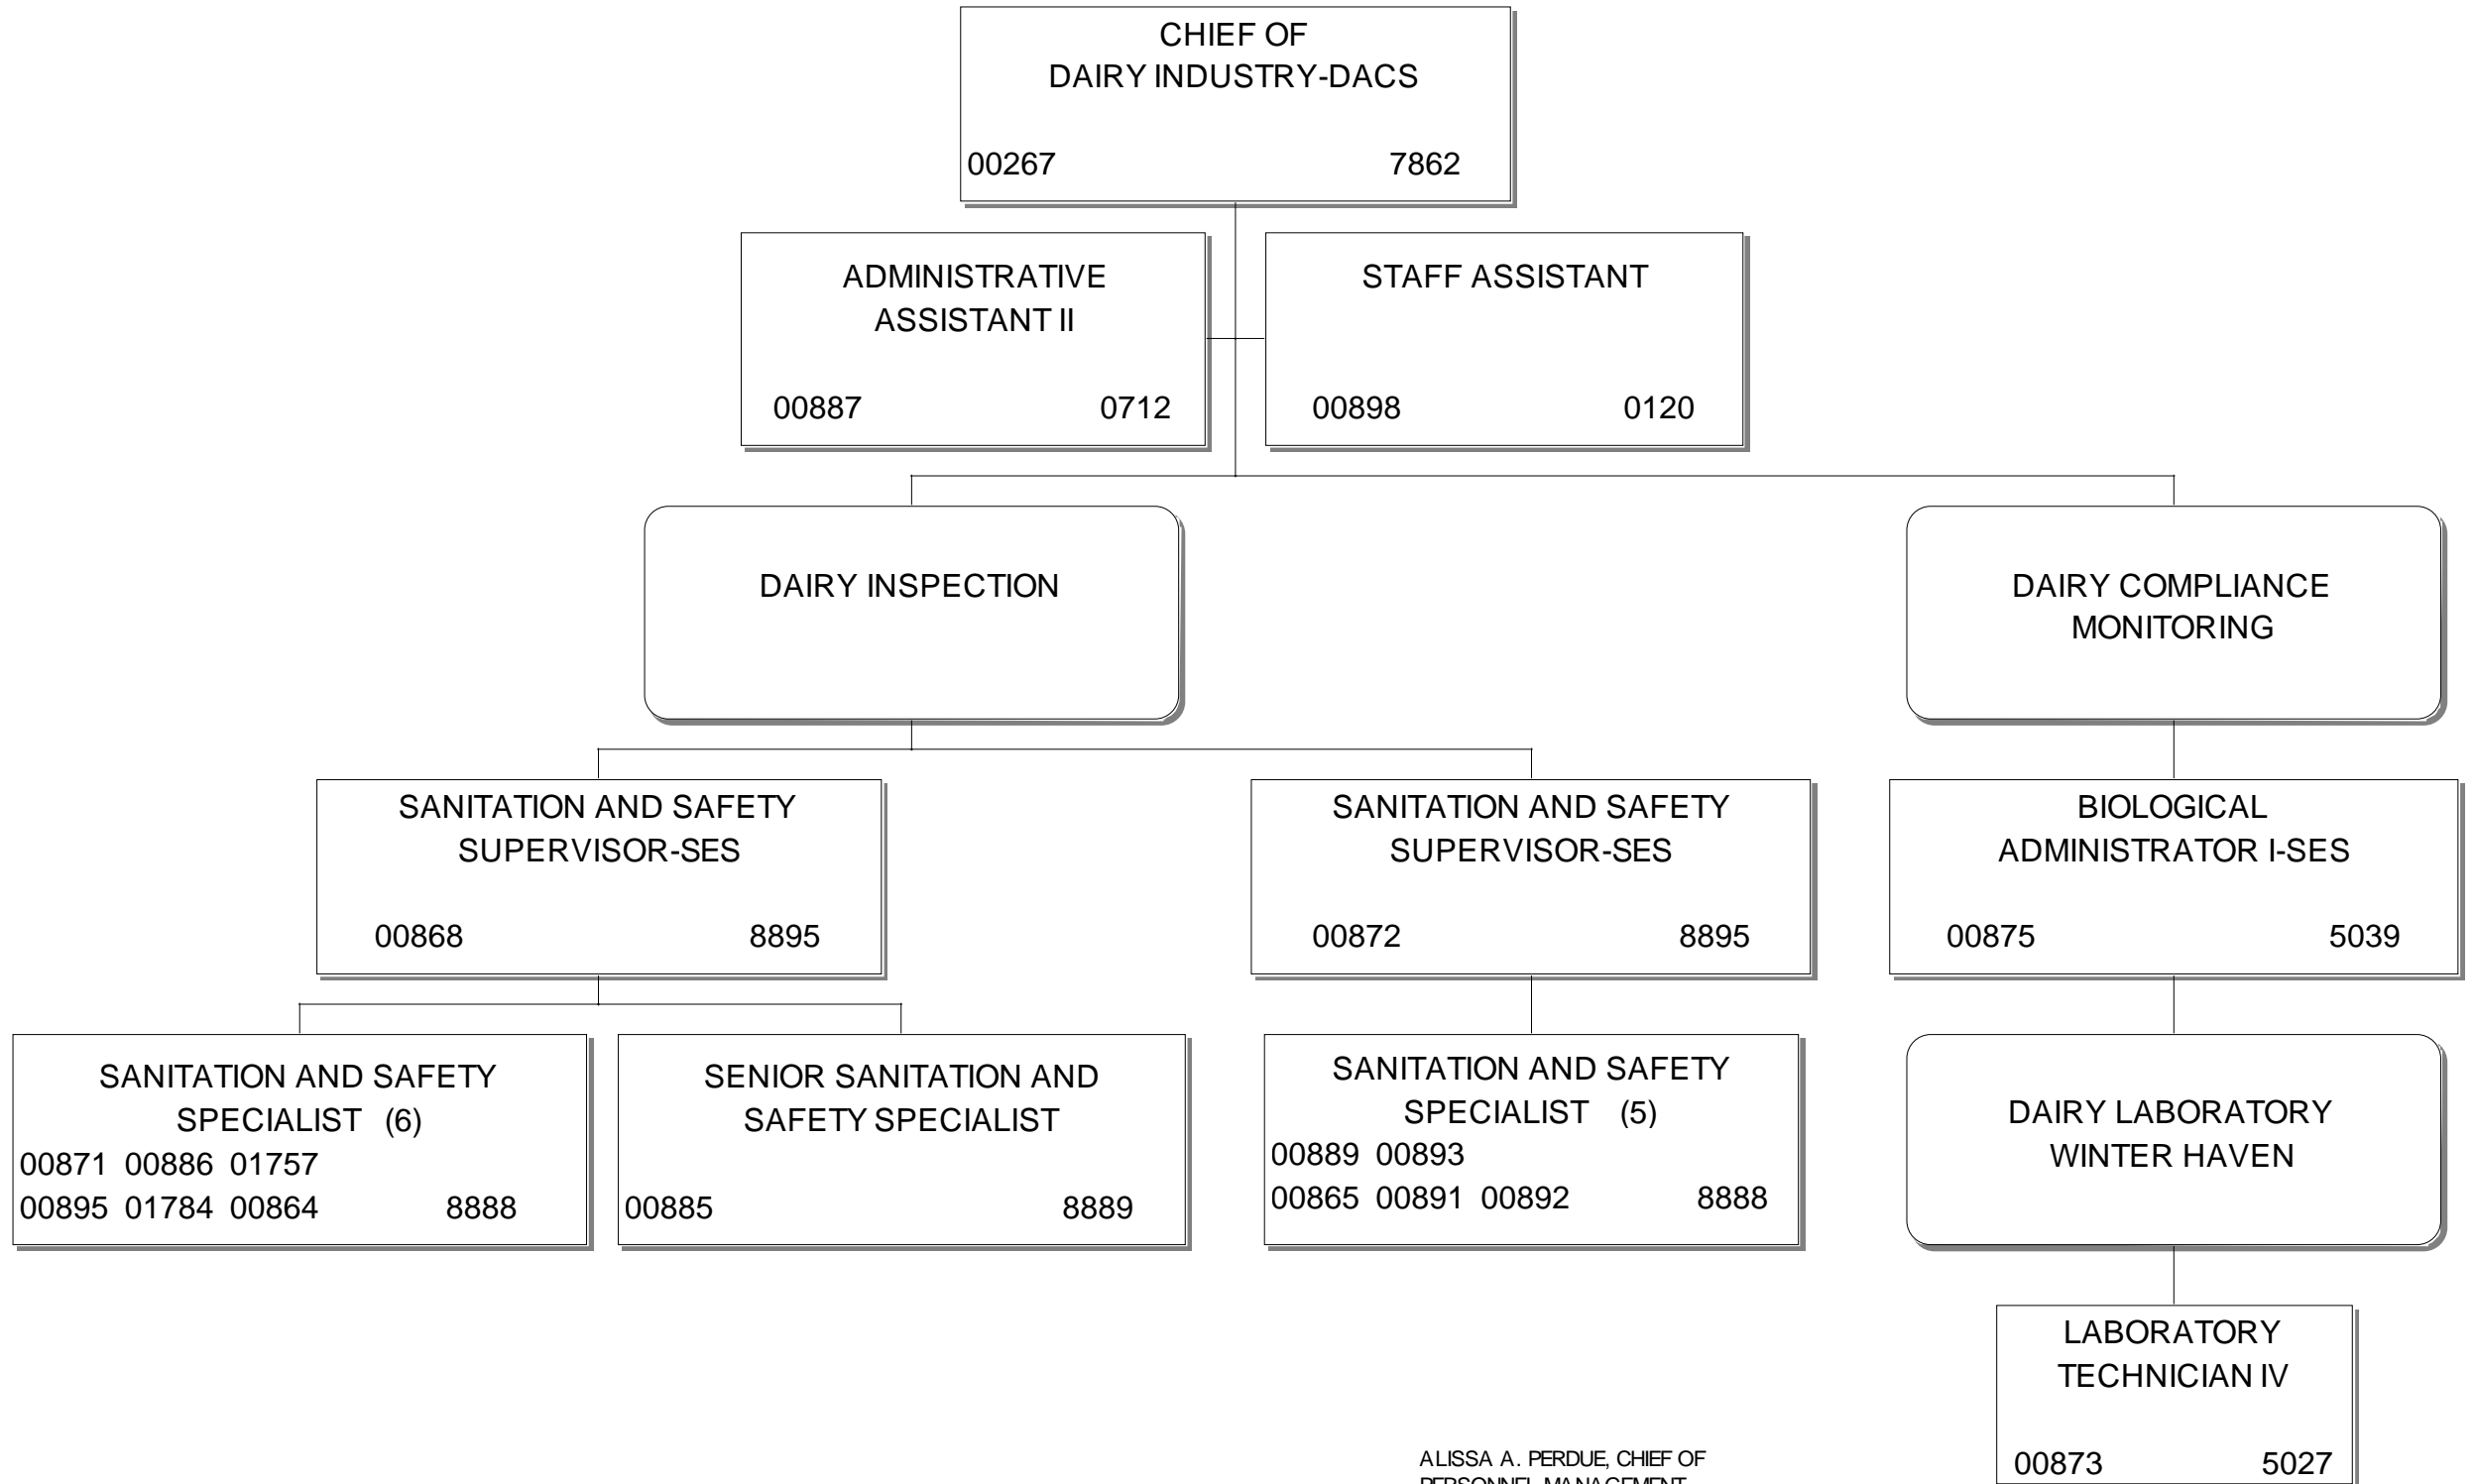 CHIEF OF
DAIRY INDUSTRY-DACS
00267 7862
ADMINISTRATIVE
ASSISTANT II
00887 0712
STAFF ASSISTANT
00898 0120
DAIRY INSPECTION
DAIRY COMPLIANCE
MONITORING
SANITATION AND SAFETY
SUPERVISOR-SES
00868 8895
SANITATION AND SAFETY
SUPERVISOR-SES
00872 8895
BIOLOGICAL
ADMINISTRATOR I-SES
00875 5039
SANITATION AND SAFETY
SPECIALIST (6)
00871 00886 01757
00895 01784 00864 8888
SENIOR SANITATION AND
SAFETY SPECIALIST
00885 8889
SANITATION AND SAFETY
SPECIALIST (5)
00889 00893
00865 00891 00892 8888
DAIRY LABORATORY
WINTER HAVEN
LABORATORY
TECHNICIAN IV
00873 5027
ALISSA A. PERDUE, CHIEF OF
PERSONNEL MANAGEMENT